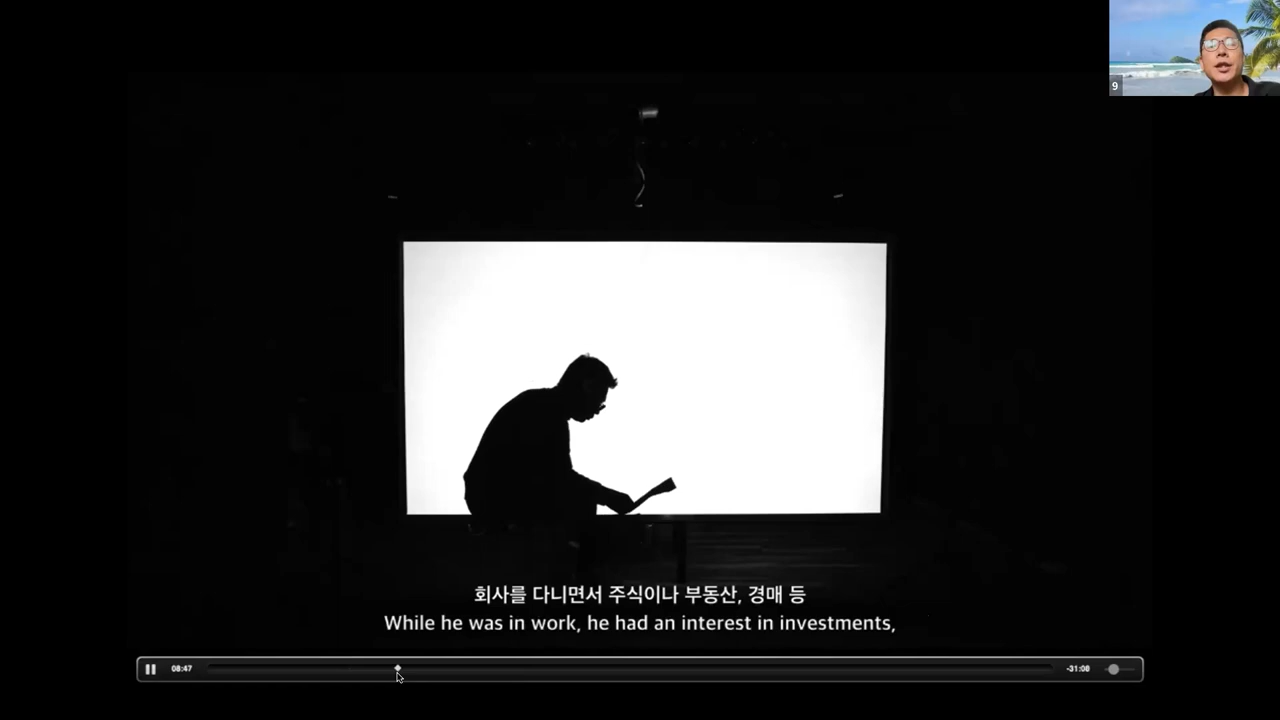 9
회사를 다니면서 주식이나 부동산, 경매 등
While he was in work, he had an interest in investments,
08:47
-31:08